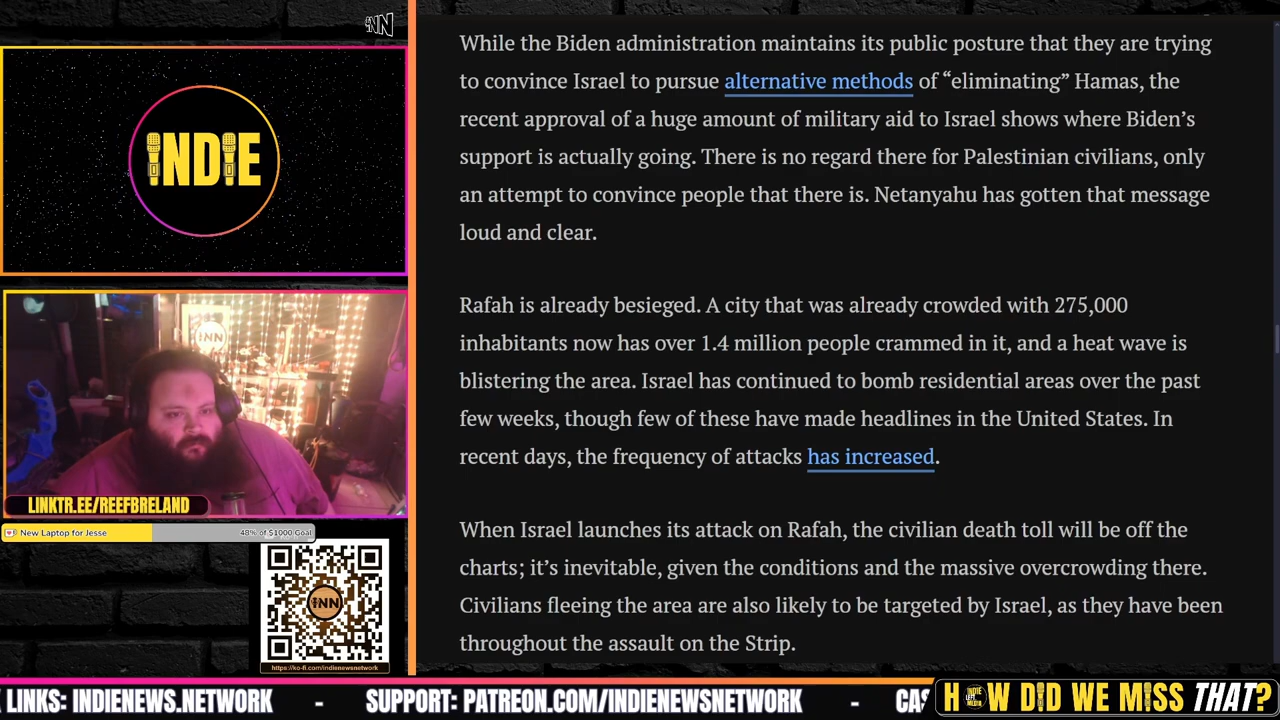 INN
INDIE
INN
LINKTR.EE/REEFBRELAND
New Laptop for Jesse
48% of $1000 Goal
INN
https://ko-fi.com/indienewsnetwork
While the Biden administration maintains its public posture that they are trying
to convince Israel to pursue alternative methods of “eliminating” Hamas, the
recent approval of a huge amount of military aid to Israel shows where Biden’s
support is actually going. There is no regard there for Palestinian civilians, only
an attempt to convince people that there is. Netanyahu has gotten that message
loud and clear.
Rafah is already besieged. A city that was already crowded with 275,000
inhabitants now has over 1.4 million people crammed in it, and a heat wave is
blistering the area. Israel has continued to bomb residential areas over the past
few weeks, though few of these have made headlines in the United States. In
recent days, the frequency of attacks has increased.
When Israel launches its attack on Rafah, the civilian death toll will be off the
charts; it’s inevitable, given the conditions and the massive overcrowding there.
Civilians fleeing the area are also likely to be targeted by Israel, as they have been
throughout the assault on the Strip.
LINKS: INDIENEWS.NETWORK - SUPPORT: PATREON.COM/INDIENEWSNETWORK - CAS
HOW DID WE MISS THAT?
INDIE LEFT MEDIA